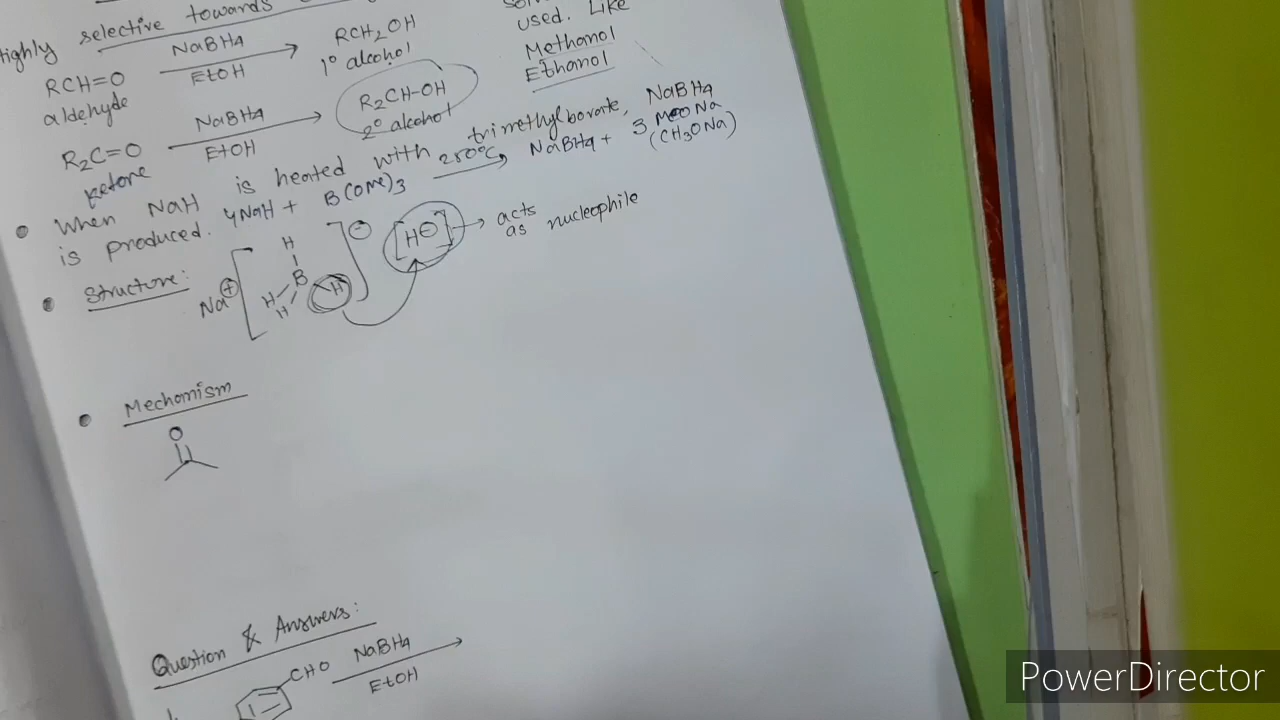 Highly selective towards
RCH=O NaBH4 EtOH RCH2OH
aldehyde 1° alcohol
used. Like
Methanol
Ethanol
R2C=O NaBH4 EtOH R2CH-OH
ketone 2° alcohol
When NaH is heated with trimethylborate, NaBH4
is produced. 4NaH + B(OMe)3 250°C NaBH4 + 3 MeONa
(CH3ONa)
Structure: Na⊕ [ H B H H H ]⊖ [H⊖] → acts as nucleophile
Mechanism
O
Question & Answers:
CHO NaBH4 EtOH
PowerDirector